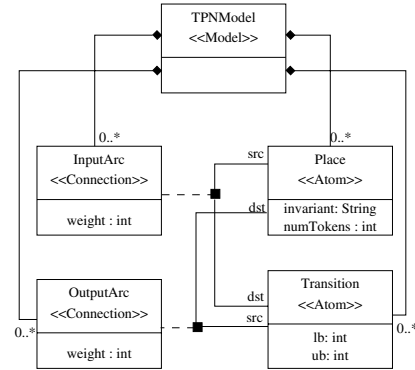 TPNModel
<<Model>>
0..*
0..*
InputArc
<<Connection>>
weight : int
src
dst
Place
<<Atom>>
invariant: String
numTokens : int
OutputArc
<<Connection>>
weight : int
0..*
dst
src
Transition
<<Atom>>
lb: int
ub: int
0..*